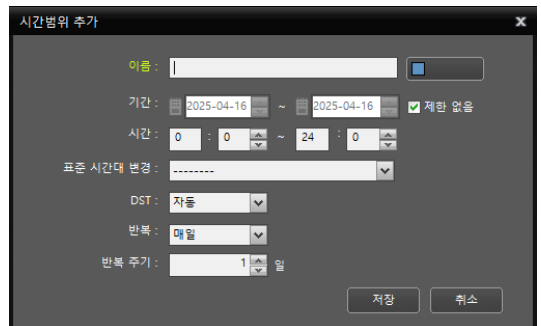 시간범위 추가 x
이름 :
기간 : 2025-04-16 ~ 2025-04-16 제한 없음
시간 : 0 : 0 ~ 24 : 0
표준 시간대 변경 : --------
DST : 자동
반복 : 매일
반복 주기 : 1 일
저장 취소